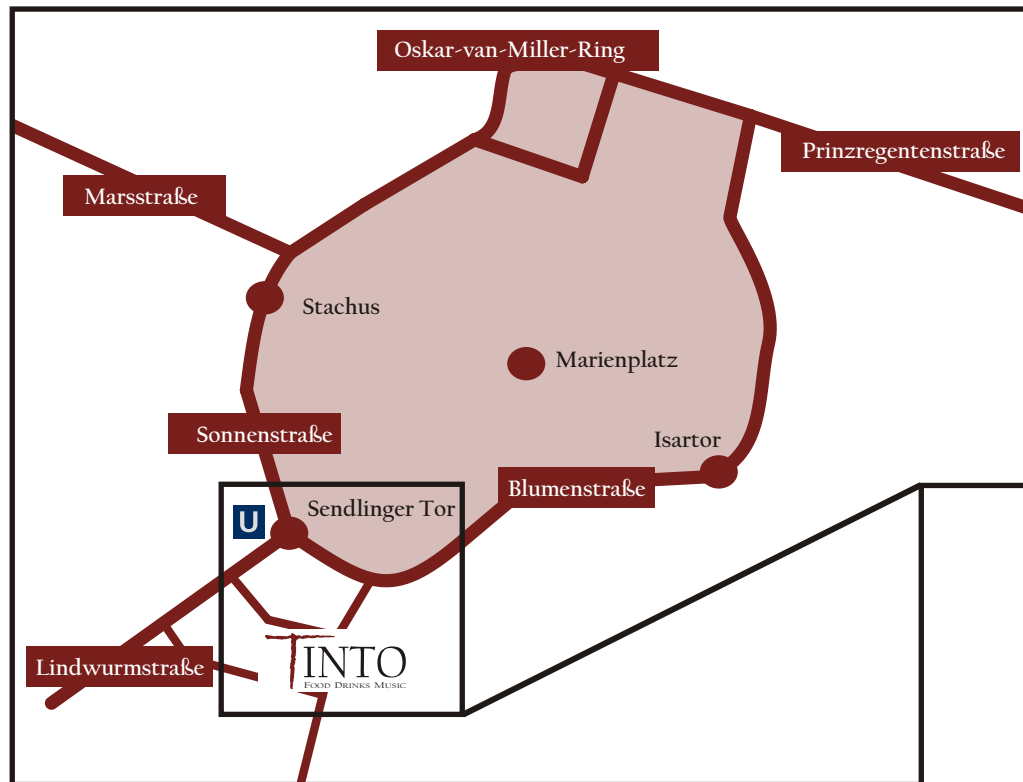 Oskar-van-Miller-Ring
Prinzregentenstraße
Marsstraße
Stachus
Marienplatz
Sonnenstraße
Isartor
Blumenstraße
Sendlinger Tor
U
Lindwurmstraße
TINTO
FOOD DRINKS MUSIC